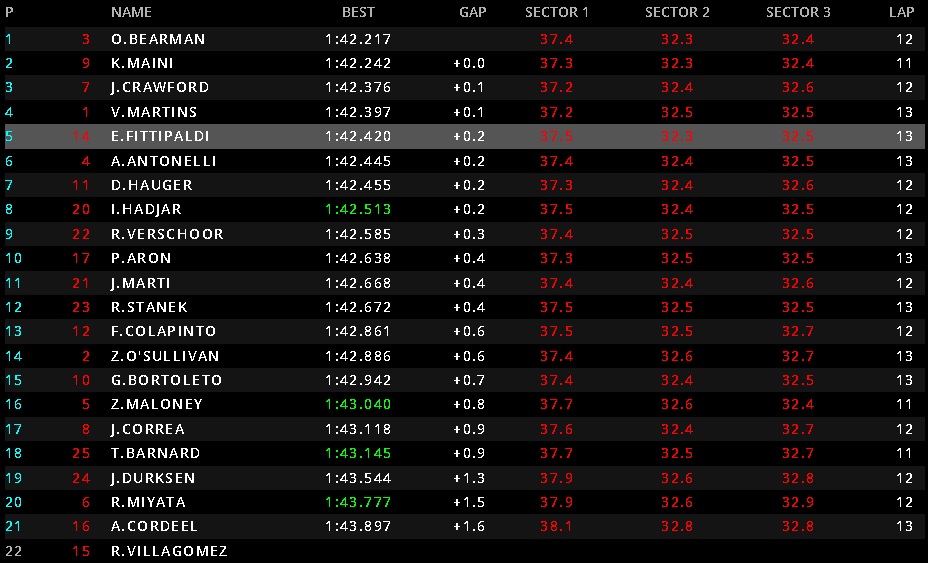 P NAME BEST GAP SECTOR 1 SECTOR 2 SECTOR 3 LAP
1 3 O.BEARMAN 1:42.217 37.4 32.3 32.4 12
2 9 K.MAINI 1:42.242 +0.0 37.3 32.3 32.4 11
3 7 J.CRAWFORD 1:42.376 +0.1 37.2 32.4 32.6 12
4 1 V.MARTINS 1:42.397 +0.1 37.2 32.5 32.5 13
5 14 E.FITTIPALDI 1:42.420 +0.2 37.5 32.3 32.5 13
6 4 A.ANTONELLI 1:42.445 +0.2 37.4 32.4 32.5 13
7 11 D.HAUGER 1:42.455 +0.2 37.3 32.4 32.6 12
8 20 I.HADJAR 1:42.513 +0.2 37.5 32.4 32.5 12
9 22 R.VERSCHOOR 1:42.585 +0.3 37.4 32.5 32.5 12
10 17 P.ARON 1:42.638 +0.4 37.3 32.5 32.5 13
11 21 J.MARTI 1:42.668 +0.4 37.4 32.4 32.6 12
12 23 R.STANEK 1:42.672 +0.4 37.5 32.5 32.5 13
13 12 F.COLAPINTO 1:42.861 +0.6 37.5 32.5 32.7 12
14 2 Z.O'SULLIVAN 1:42.886 +0.6 37.4 32.6 32.7 13
15 10 G.BORTOLETO 1:42.942 +0.7 37.4 32.4 32.5 13
16 5 Z.MALONEY 1:43.040 +0.8 37.7 32.6 32.4 11
17 8 J.CORREA 1:43.118 +0.9 37.6 32.4 32.7 12
18 25 T.BARNARD 1:43.145 +0.9 37.7 32.5 32.7 11
19 24 J.DURKSEN 1:43.544 +1.3 37.9 32.6 32.8 12
20 6 R.MIYATA 1:43.777 +1.5 37.9 32.6 32.9 12
21 16 A.CORDEEL 1:43.897 +1.6 38.1 32.8 32.8 13
22 15 R.VILLAGOMEZ